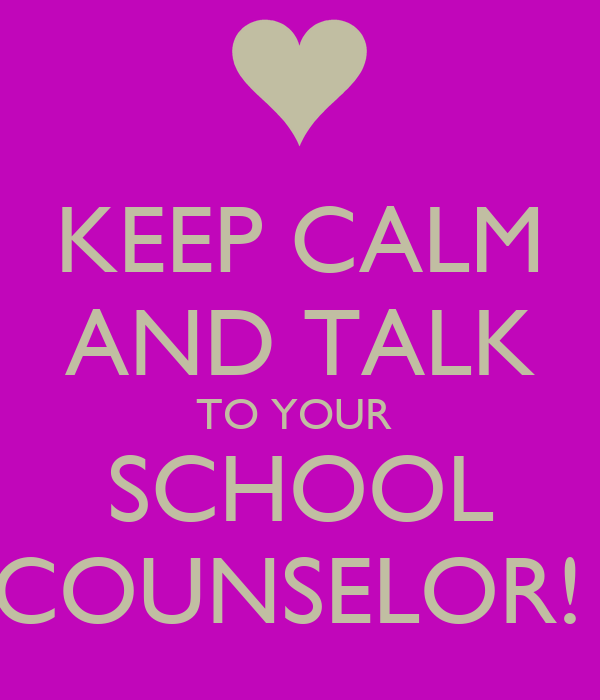 KEEP CALM
AND TALK
TO YOUR
SCHOOL
COUNSELOR!